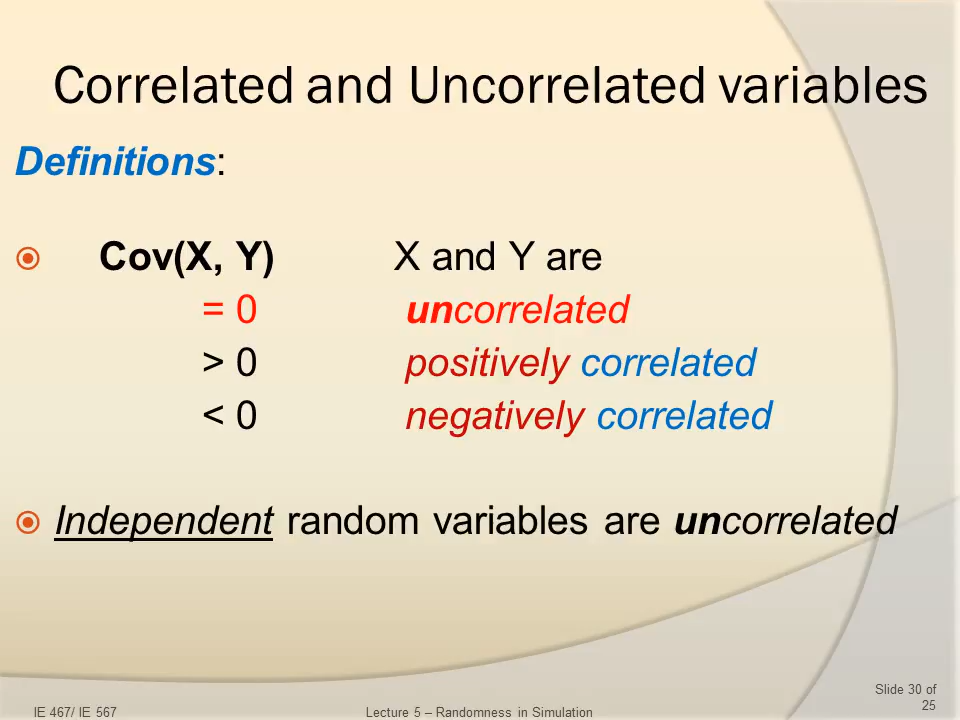 Correlated and Uncorrelated variables
Definitions:
Cov(X, Y) X and Y are
= 0 uncorrelated
> 0 positively correlated
< 0 negatively correlated
Independent random variables are uncorrelated
IE 467/ IE 567
Lecture 5 – Randomness in Simulation
Slide 30 of
25